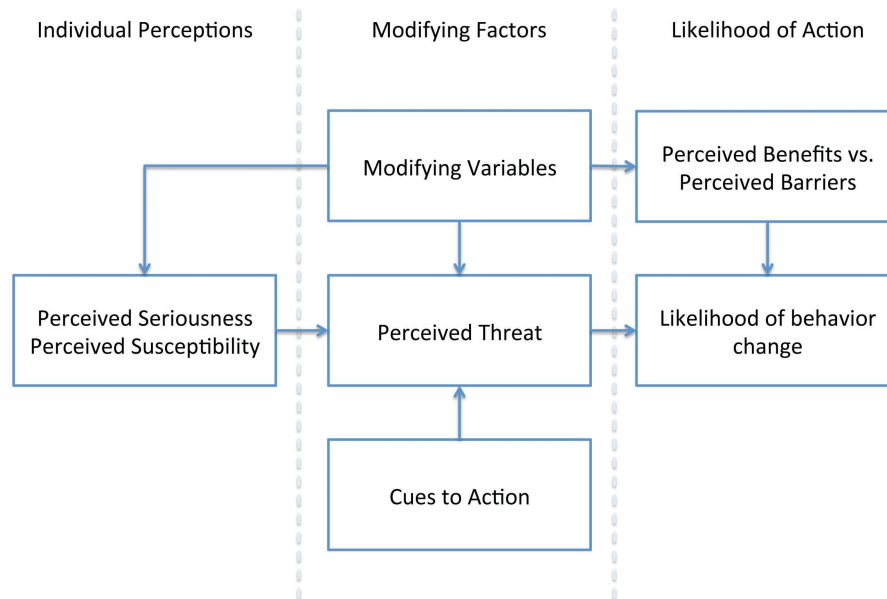 Individual Perceptions
Modifying Factors
Likelihood of Action
Modifying Variables
Perceived Benefits vs.
Perceived Barriers
Perceived Seriousness
Perceived Susceptibility
Perceived Threat
Likelihood of behavior
change
Cues to Action